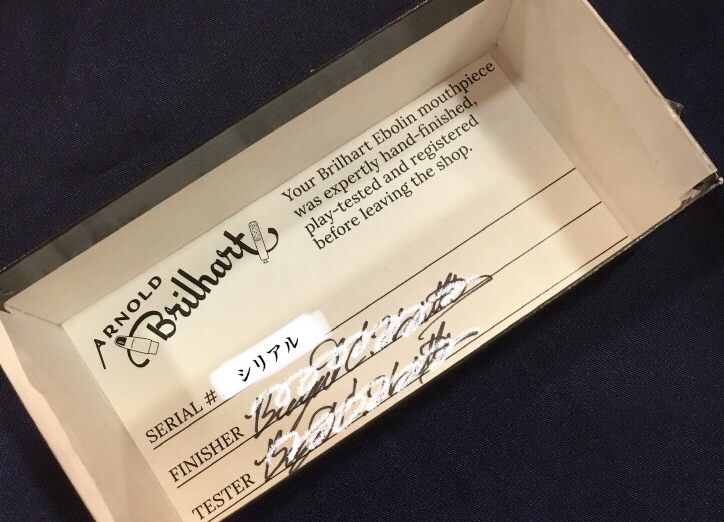 ARNOLD
Brilhart
Your Brilhart Ebolin mouthpiece
was expertly hand-finished,
play-tested and registered
before leaving the shop.
SERIAL # シリアル
FINISHER
TESTER